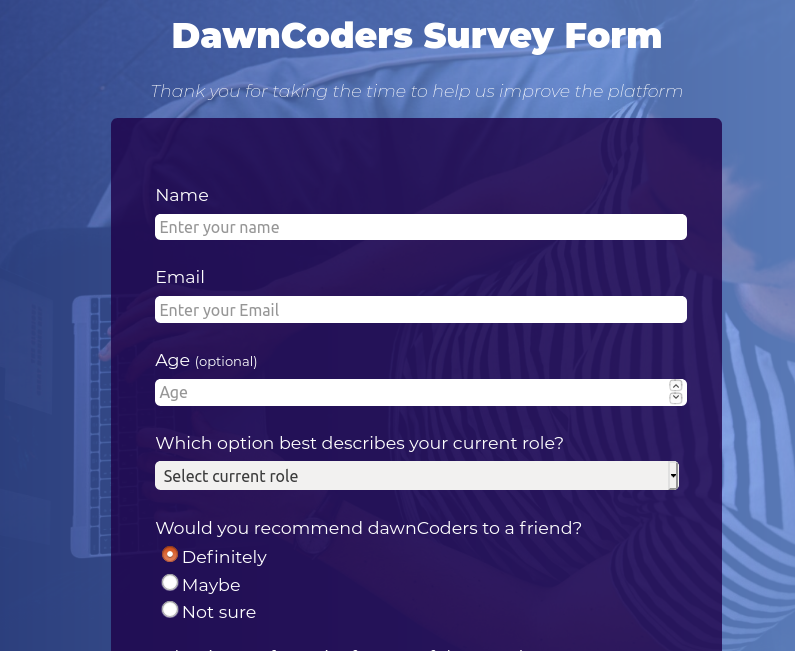 DawnCoders Survey Form
Thank you for taking the time to help us improve the platform
Name
Enter your name
Email
Enter your Email
Age (optional)
Age
Which option best describes your current role?
Select current role
Would you recommend dawnCoders to a friend?
Definitely
Maybe
Not sure